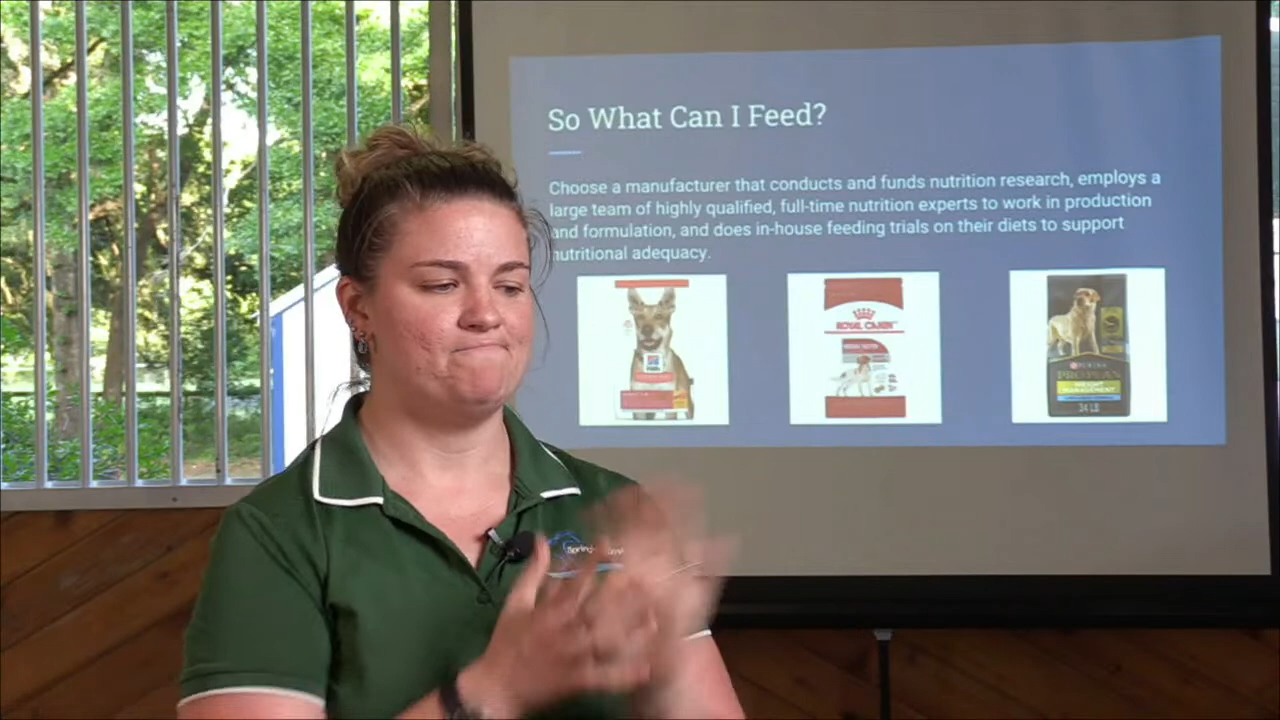 So What Can I Feed?
Choose a manufacturer that conducts and funds nutrition research, employs a
large team of highly qualified, full-time nutrition experts to work in production
and formulation, and does in-house feeding trials on their diets to support
nutritional adequacy.
ROYAL CANIN
PURINA
PRO PLAN
WEIGHT
MANAGEMENT
34 LB